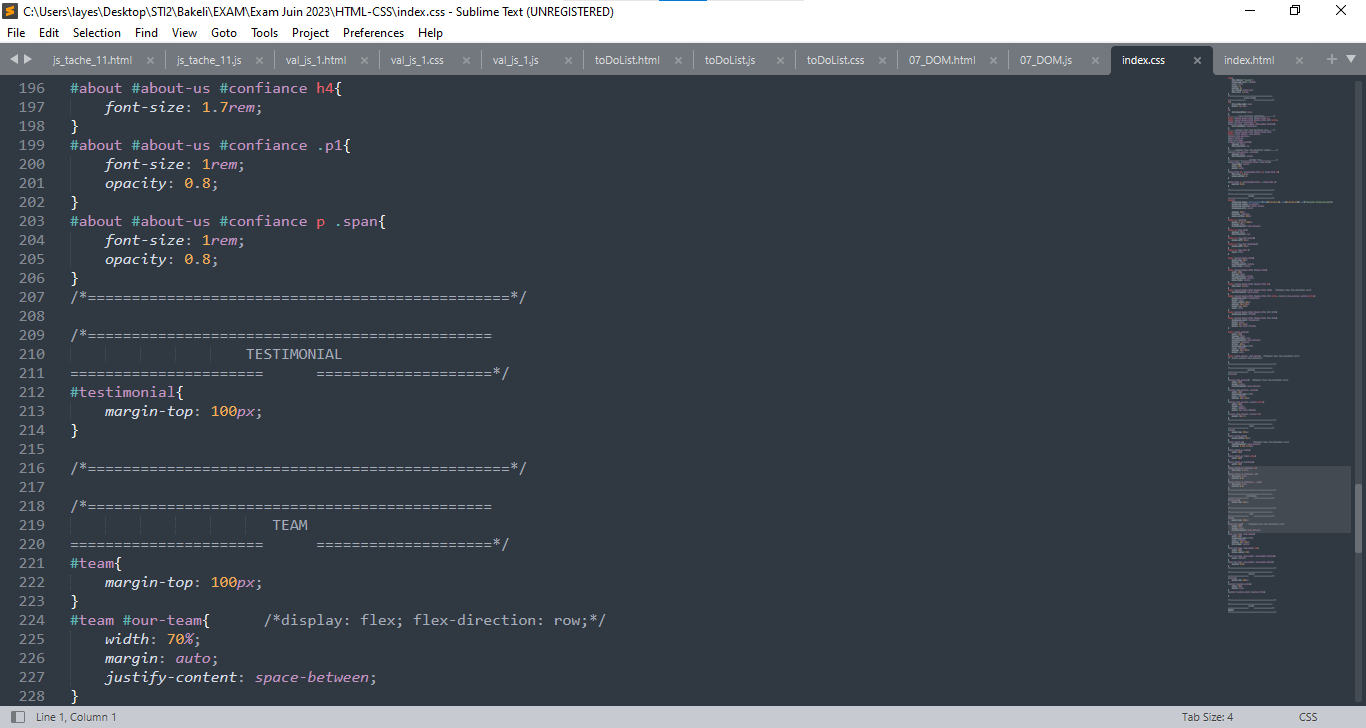 C:\Users\layes\Desktop\STI2\Bakeli\EXAM\Exam Juin 2023\HTML-CSS\index.css - Sublime Text (UNREGISTERED)
File Edit Selection Find View Goto Tools Project Preferences Help
js_tache_11.html js_tache_11.js val_js_1.html val_js_1.css val_js_1.js toDoList.html toDoList.js toDoList.css 07_DOM.html 07_DOM.js index.css index.html
196 #about #about-us #confiance h4{
197     font-size: 1.7rem;
198 }
199 #about #about-us #confiance .p1{
200     font-size: 1rem;
201     opacity: 0.8;
202 }
203 #about #about-us #confiance p .span{
204     font-size: 1rem;
205     opacity: 0.8;
206 }
207 /*================================================*/
208
209 /*==============================================
210                     TESTIMONIAL
211 ======================      ====================*/
212 #testimonial{
213     margin-top: 100px;
214 }
215
216 /*================================================*/
217
218 /*==============================================
219                        TEAM
220 ======================      ====================*/
221 #team{
222     margin-top: 100px;
223 }
224 #team #our-team{      /*display: flex; flex-direction: row;*/
225     width: 70%;
226     margin: auto;
227     justify-content: space-between;
228 }
Line 1, Column 1 Tab Size: 4 CSS